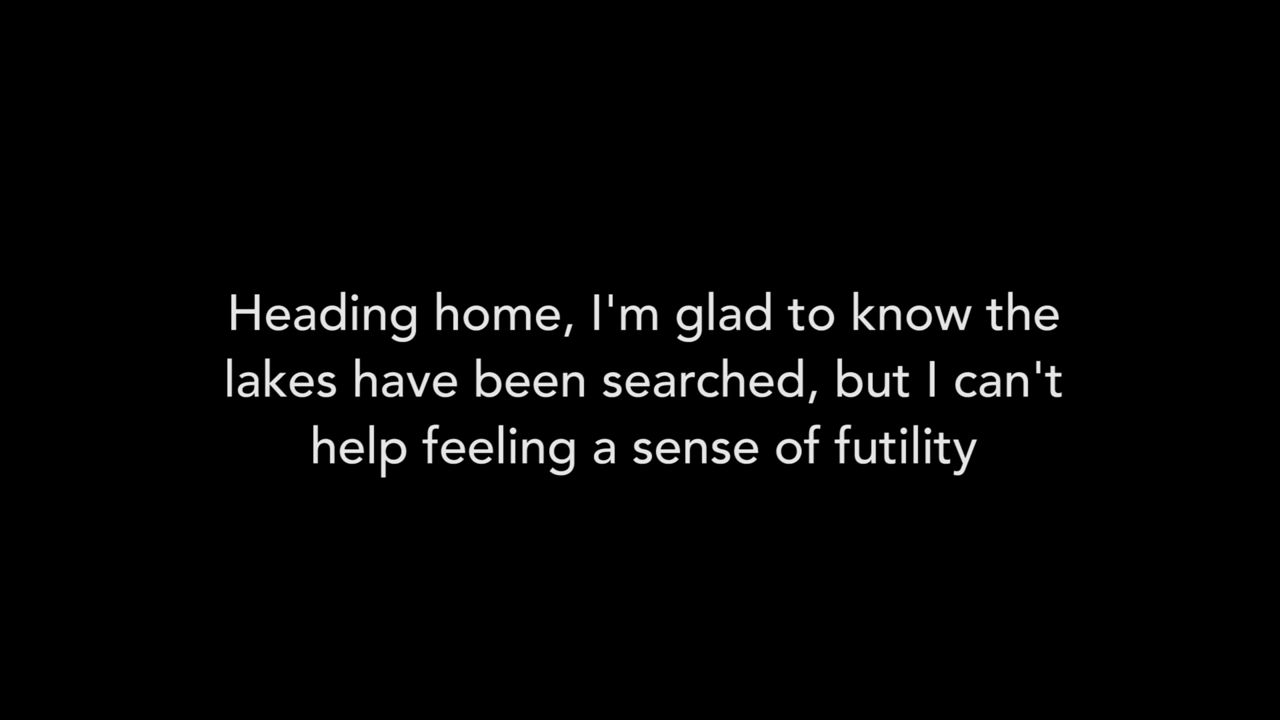 Heading home, I'm glad to know the
lakes have been searched, but I can't
help feeling a sense of futility